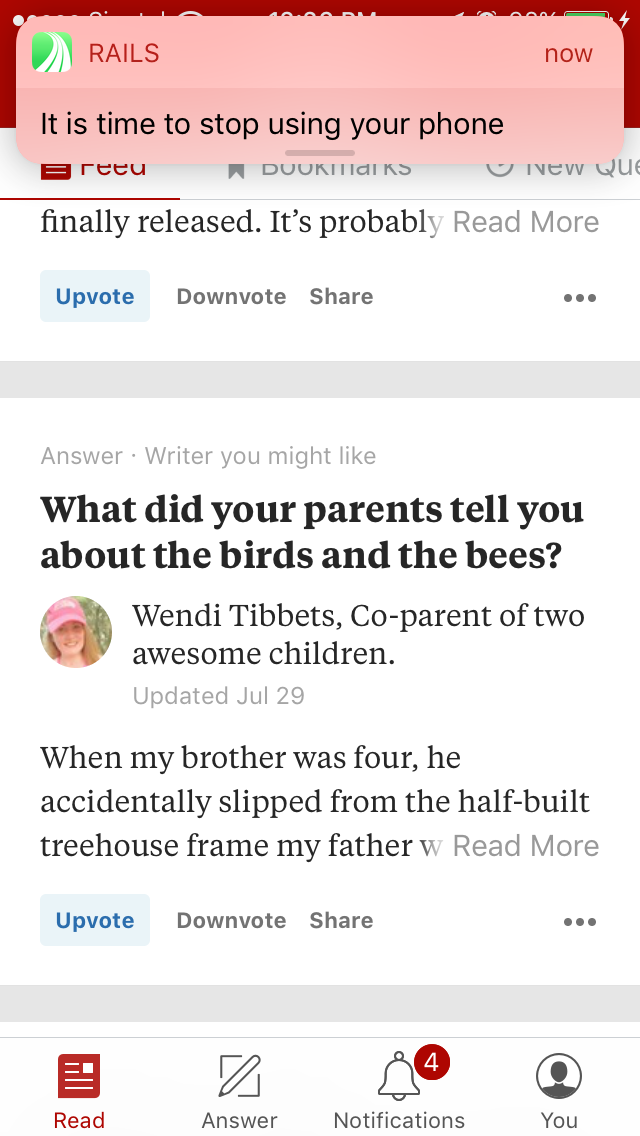 RAILS now
It is time to stop using your phone
Feed Bookmarks
finally released. It’s probably Read More
Upvote Downvote Share
Answer · Writer you might like
What did your parents tell you
about the birds and the bees?
Wendi Tibbets, Co-parent of two
awesome children.
Updated Jul 29
When my brother was four, he
accidentally slipped from the half-built
treehouse frame my father Read More
Upvote Downvote Share
4
Read Answer Notifications You